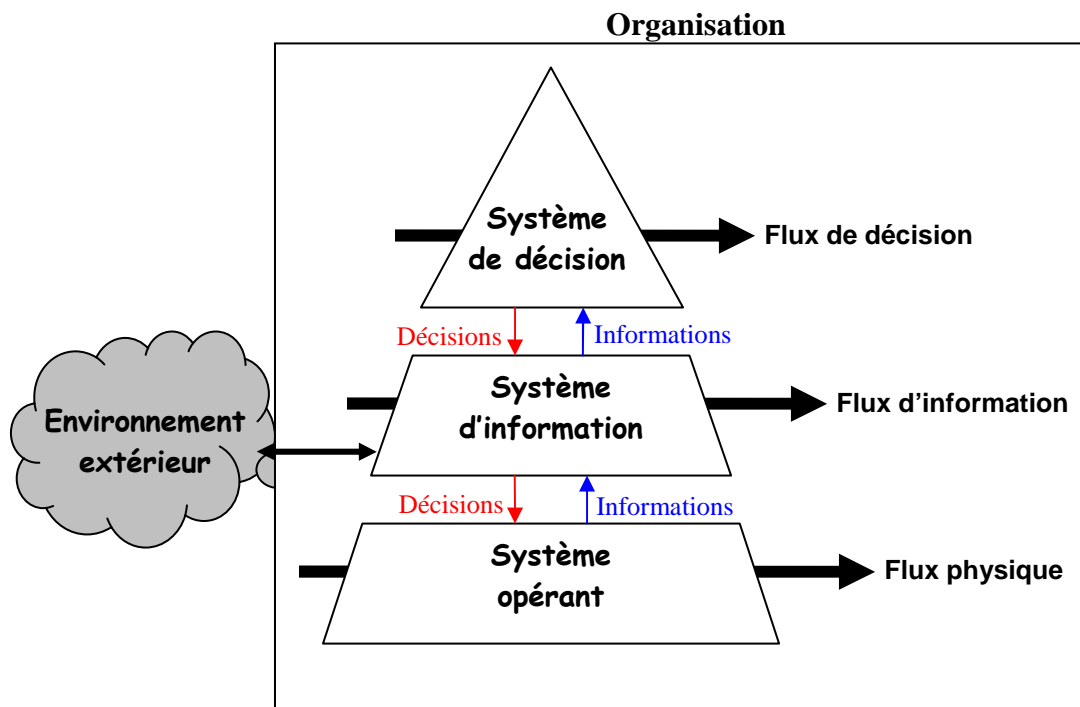 Organisation
Système
de décision
Flux de décision
Décisions
Informations
Environnement
extérieur
Système
d'information
Flux d'information
Décisions
Informations
Système
opérant
Flux physique